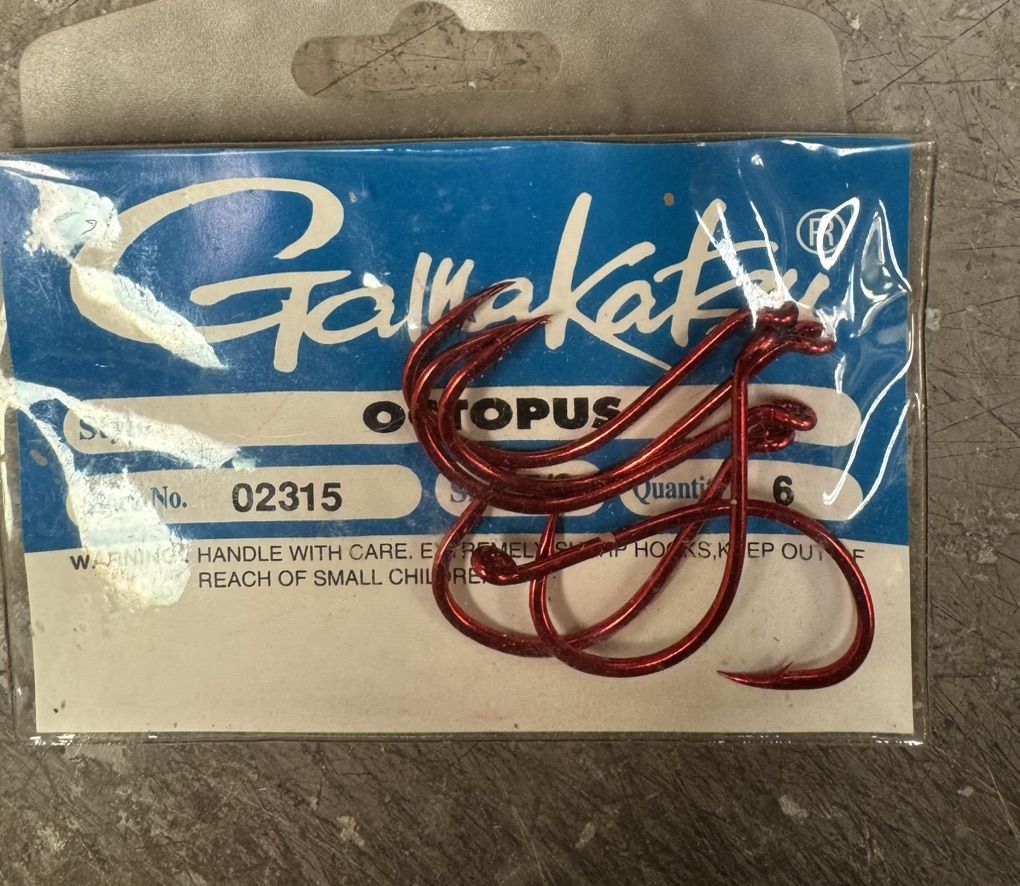 Gamakatsu ®
OCTOPUS
No. 02315 Quantity 6
WARNING: HANDLE WITH CARE. EXTREMELY SHARP HOOKS,KEEP OUT OF
REACH OF SMALL CHILDREN.